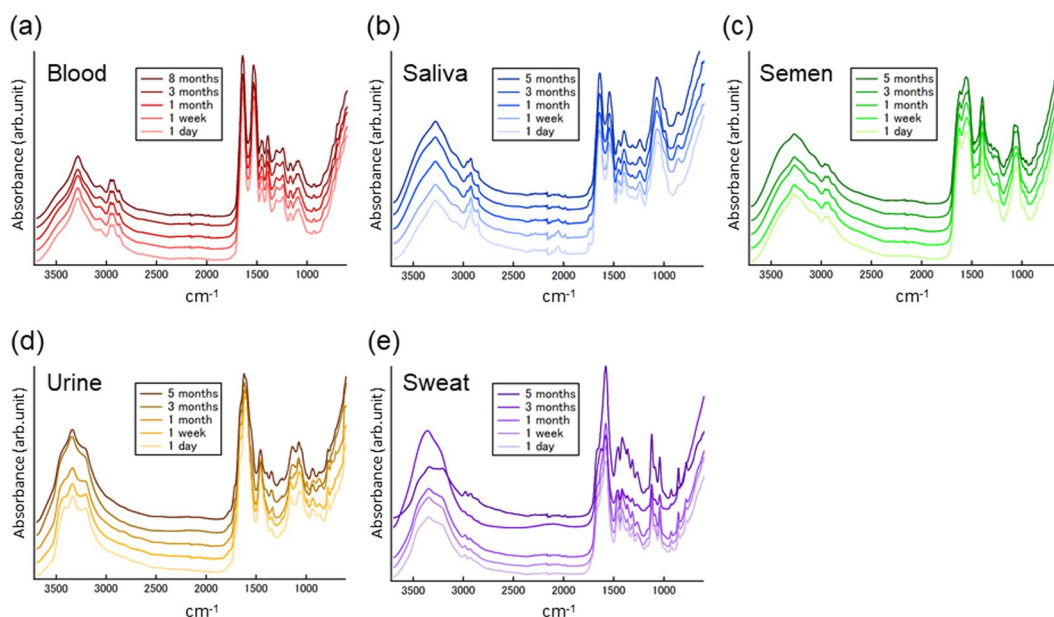 (a)
Blood
8 months
3 months
1 month
1 week
1 day
Absorbance (arb.unit)
3500 3000 2500 2000 1500 1000
cm-1
(b)
Saliva
5 months
3 months
1 month
1 week
1 day
Absorbance (arb.unit)
3500 3000 2500 2000 1500 1000
cm-1
(c)
Semen
5 months
3 months
1 month
1 week
1 day
Absorbance (arb.unit)
3500 3000 2500 2000 1500 1000
cm-1
(d)
Urine
5 months
3 months
1 month
1 week
1 day
Absorbance (arb.unit)
3500 3000 2500 2000 1500 1000
cm-1
(e)
Sweat
5 months
3 months
1 month
1 week
1 day
Absorbance (arb.unit)
3500 3000 2500 2000 1500 1000
cm-1